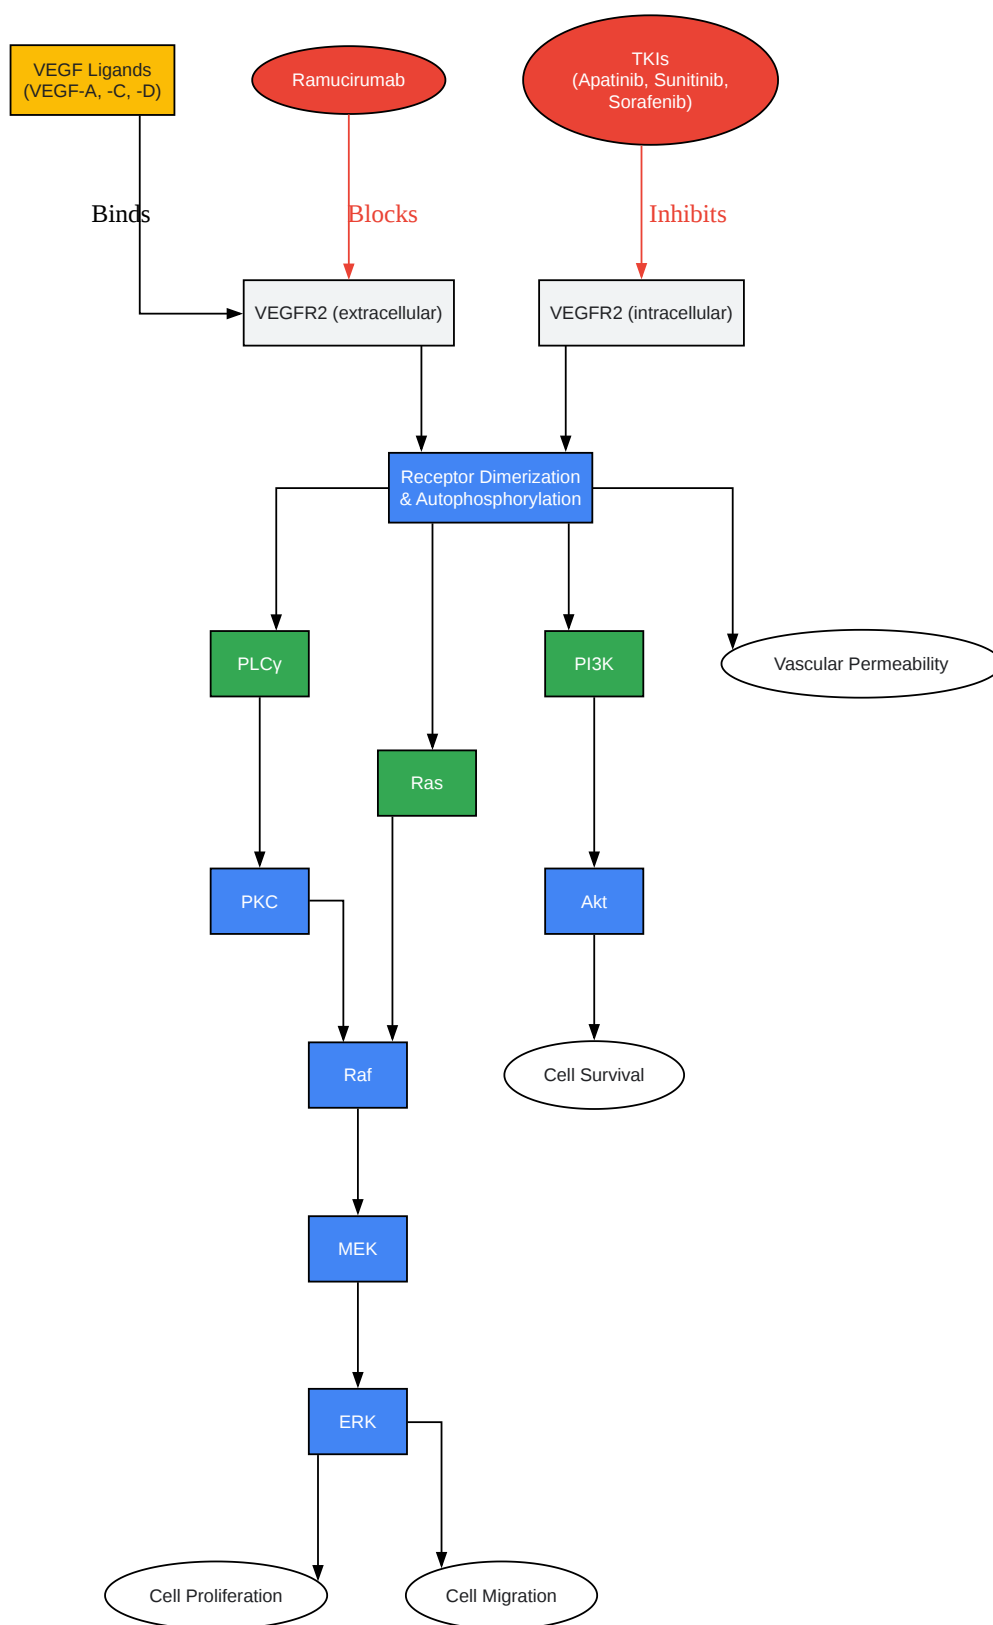 VEGF Ligands
(VEGF-A, -C, -D)
Ramucirumab
TKIs
(Apatinib, Sunitinib,
Sorafenib)
Binds
Blocks
Inhibits
VEGFR2 (extracellular)
VEGFR2 (intracellular)
Receptor Dimerization
& Autophosphorylation
PLCγ
PI3K
Vascular Permeability
Ras
PKC
Akt
Raf
Cell Survival
MEK
ERK
Cell Proliferation
Cell Migration